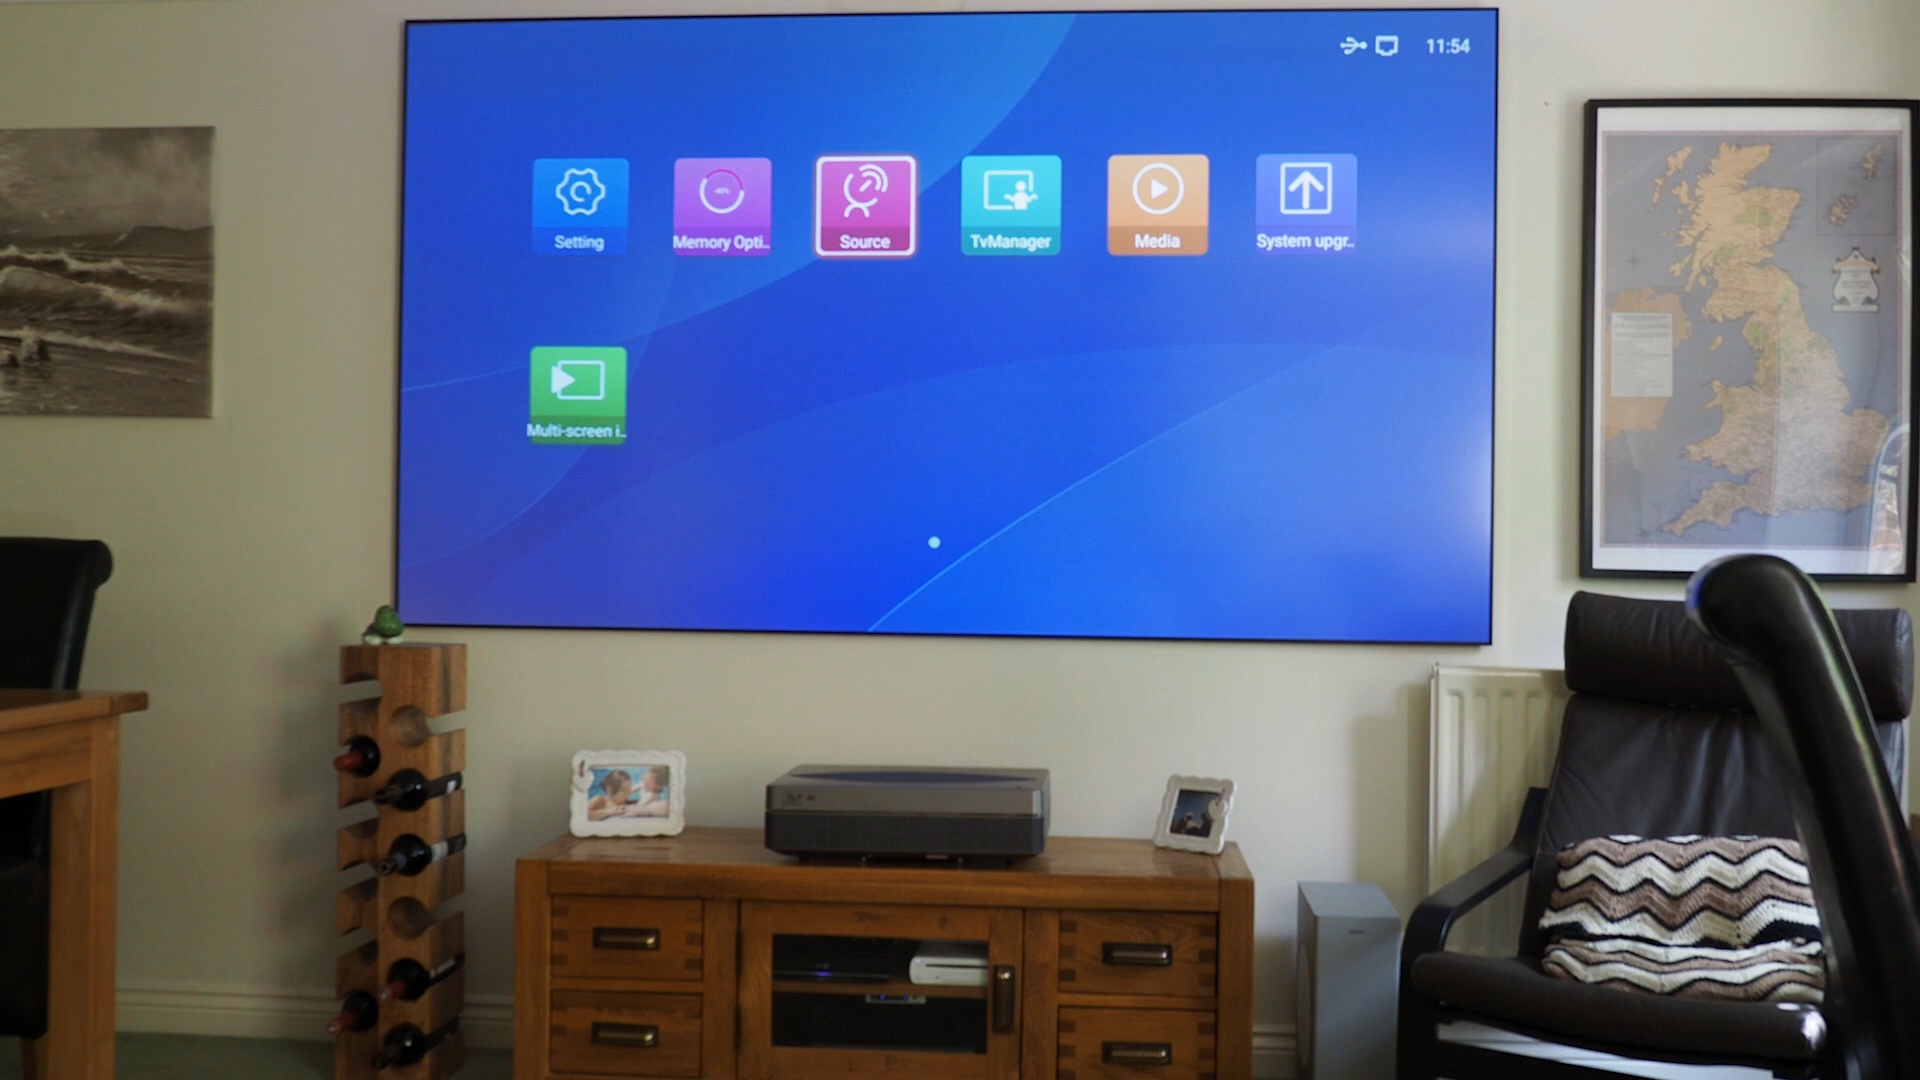 11:54
Setting
Memory Opti..
Source
TvManager
Media
System upgr..
Multi-screen i..